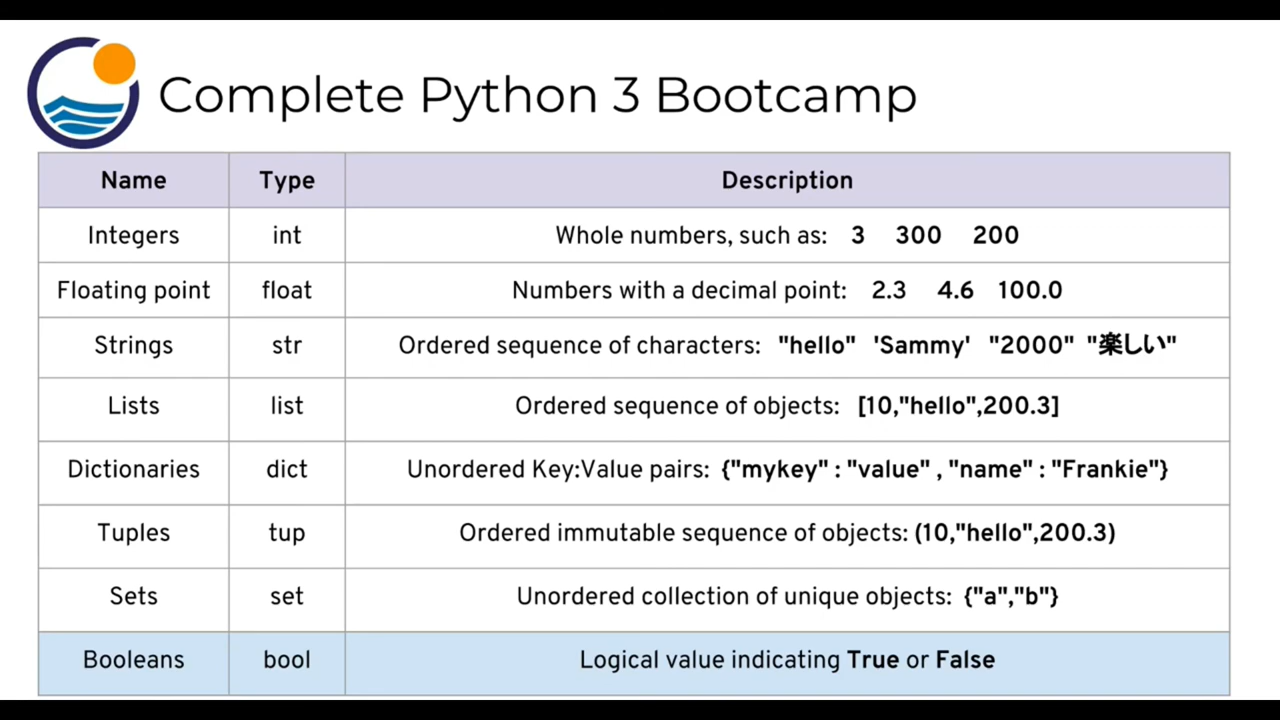 Complete Python 3 Bootcamp
Name Type Description
Integers int Whole numbers, such as: 3 300 200
Floating point float Numbers with a decimal point: 2.3 4.6 100.0
Strings str Ordered sequence of characters: "hello" 'Sammy' "2000" "楽しい"
Lists list Ordered sequence of objects: [10,"hello",200.3]
Dictionaries dict Unordered Key:Value pairs: {"mykey" : "value" , "name" : "Frankie"}
Tuples tup Ordered immutable sequence of objects: (10,"hello",200.3)
Sets set Unordered collection of unique objects: {"a","b"}
Booleans bool Logical value indicating True or False